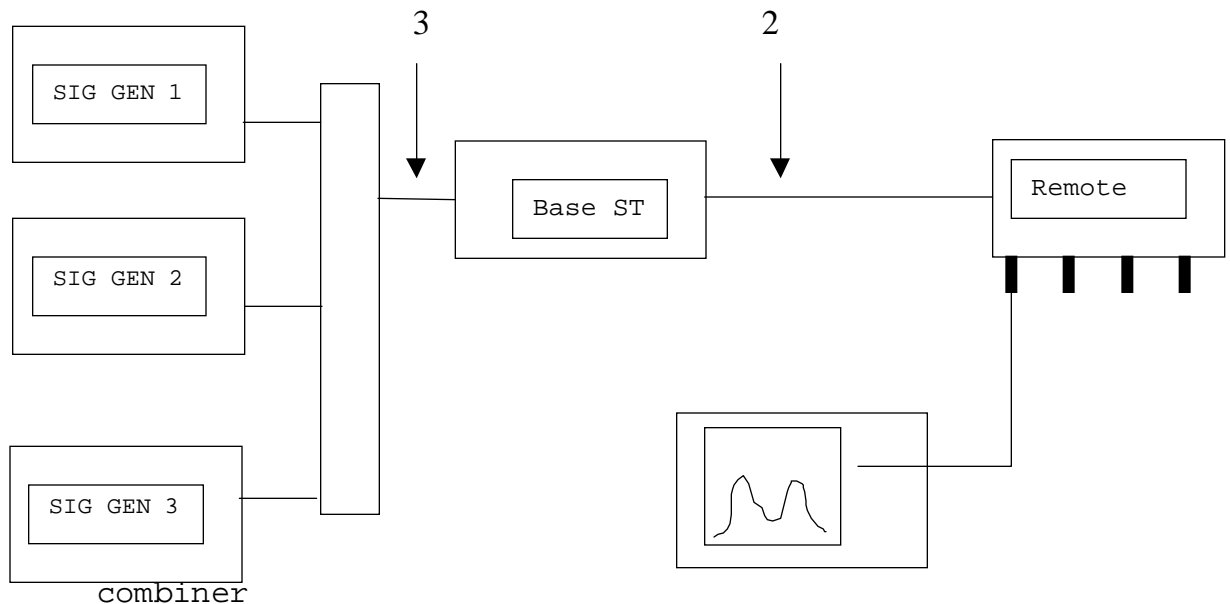 3
2
SIG GEN 1
Base ST
Remote
SIG GEN 2
SIG GEN 3
combiner